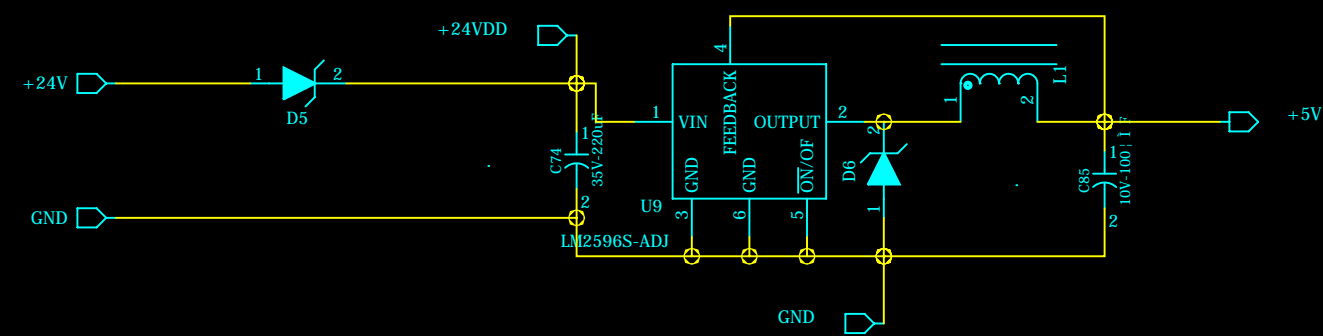 +24VDD
+24V
1
2
D5
4
FEEDBACK
1
VIN
OUTPUT
2
GND
GND
ON/OF
U9
3
6
5
LM2596S-ADJ
C74
35V-220uF
1
2
GND
2
D6
1
L1
1
2
+5V
1
C85
2
GND